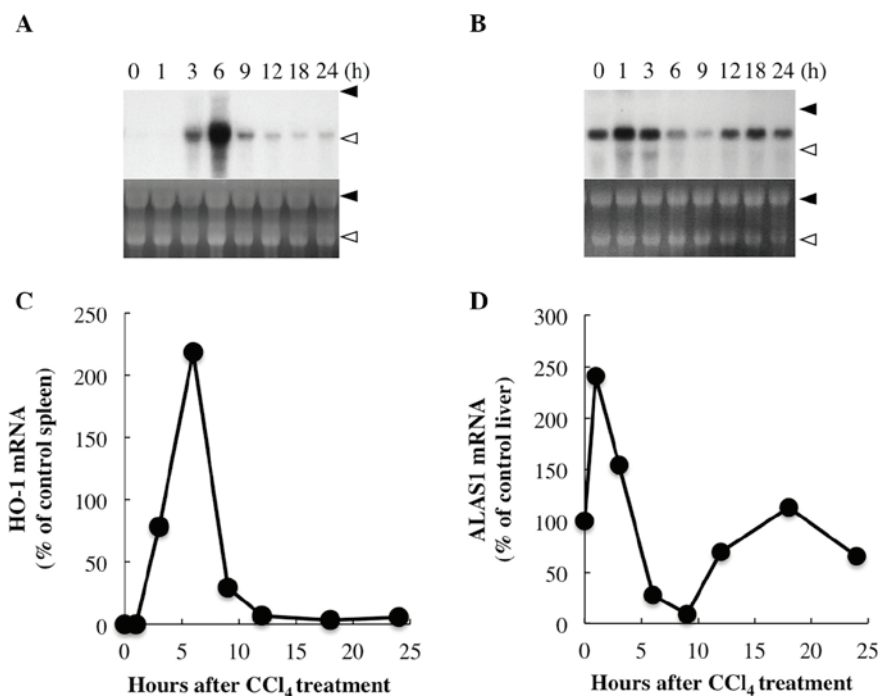 A
0 1 3 6 9 12 18 24 (h)
B
0 1 3 6 9 12 18 24 (h)
C
HO-1 mRNA
(% of control spleen)
250
200
150
100
50
0
0 5 10 15 20 25
Hours after CCl₄ treatment
D
ALAS1 mRNA
(% of control liver)
300
250
200
150
100
50
0
0 5 10 15 20 25
Hours after CCl₄ treatment